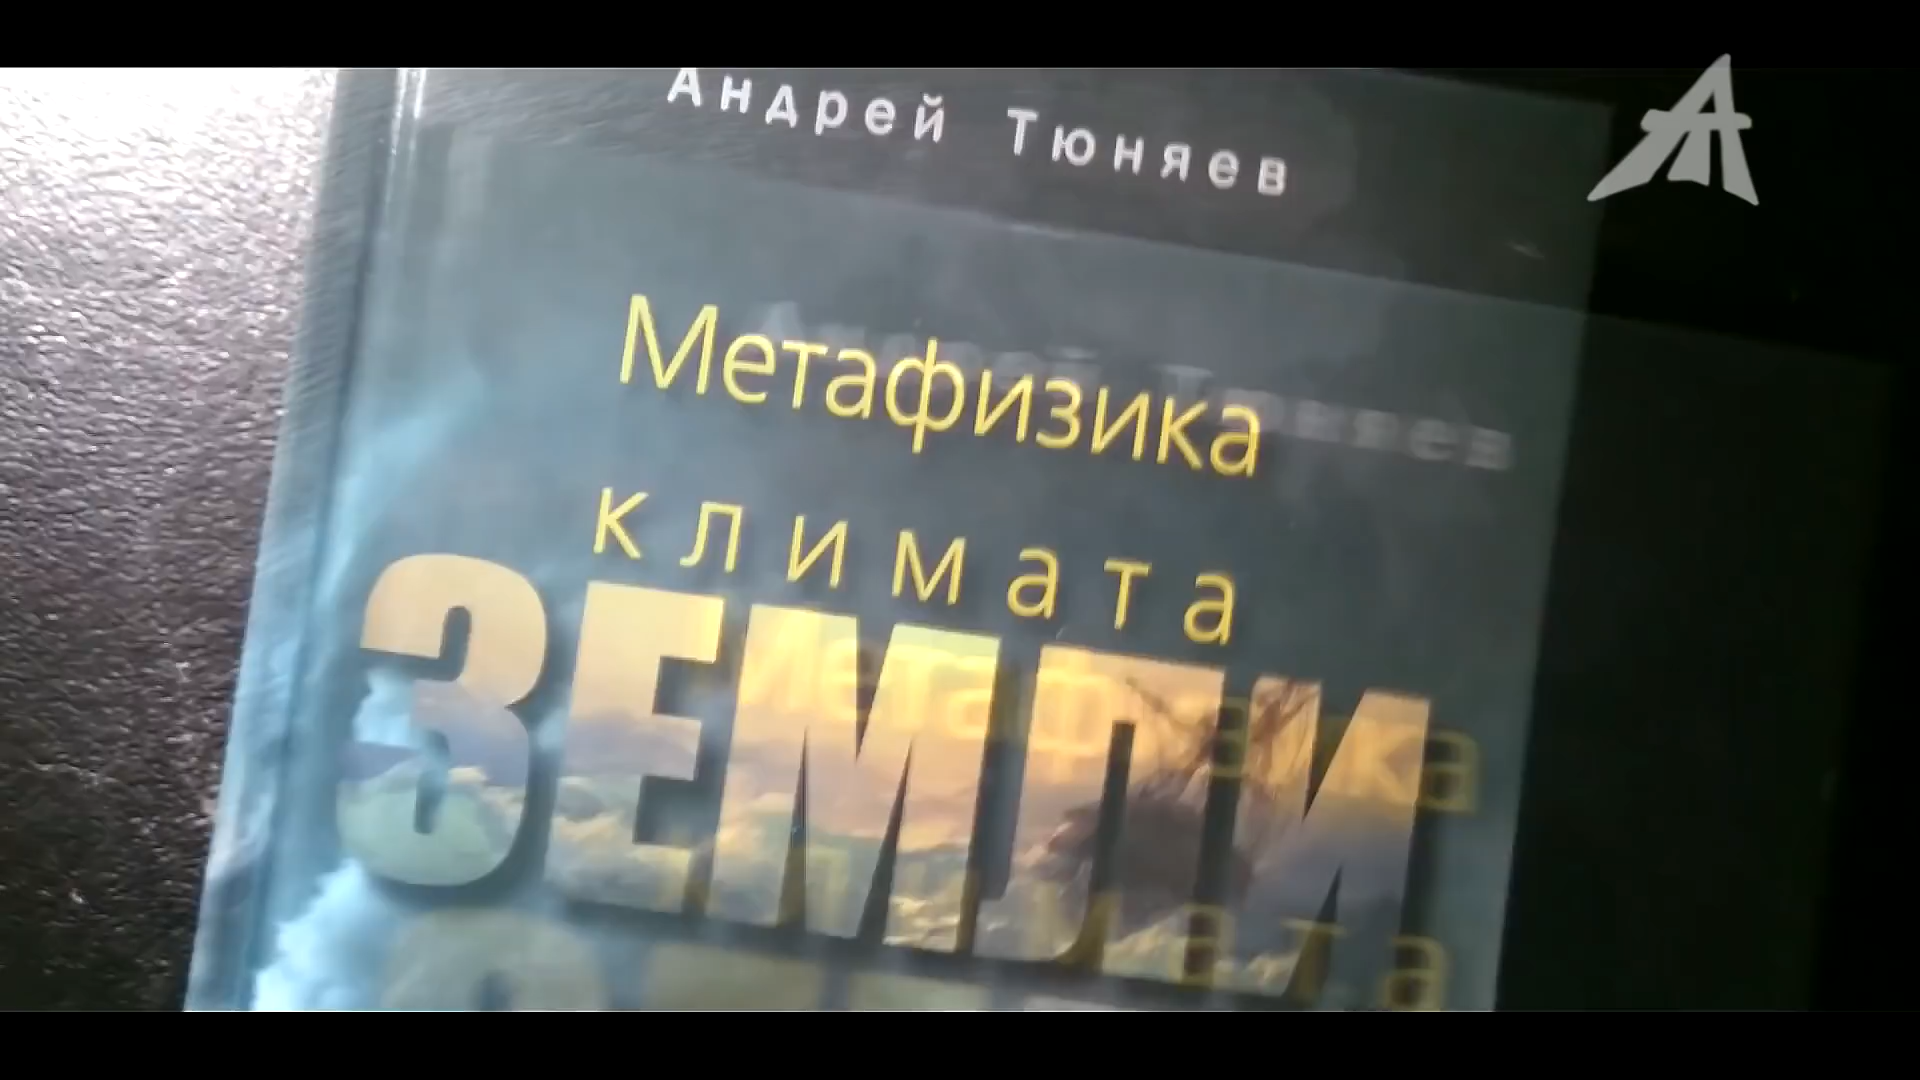 Андрей Тюняев
Метафизика
климата
ЗЕМЛИ